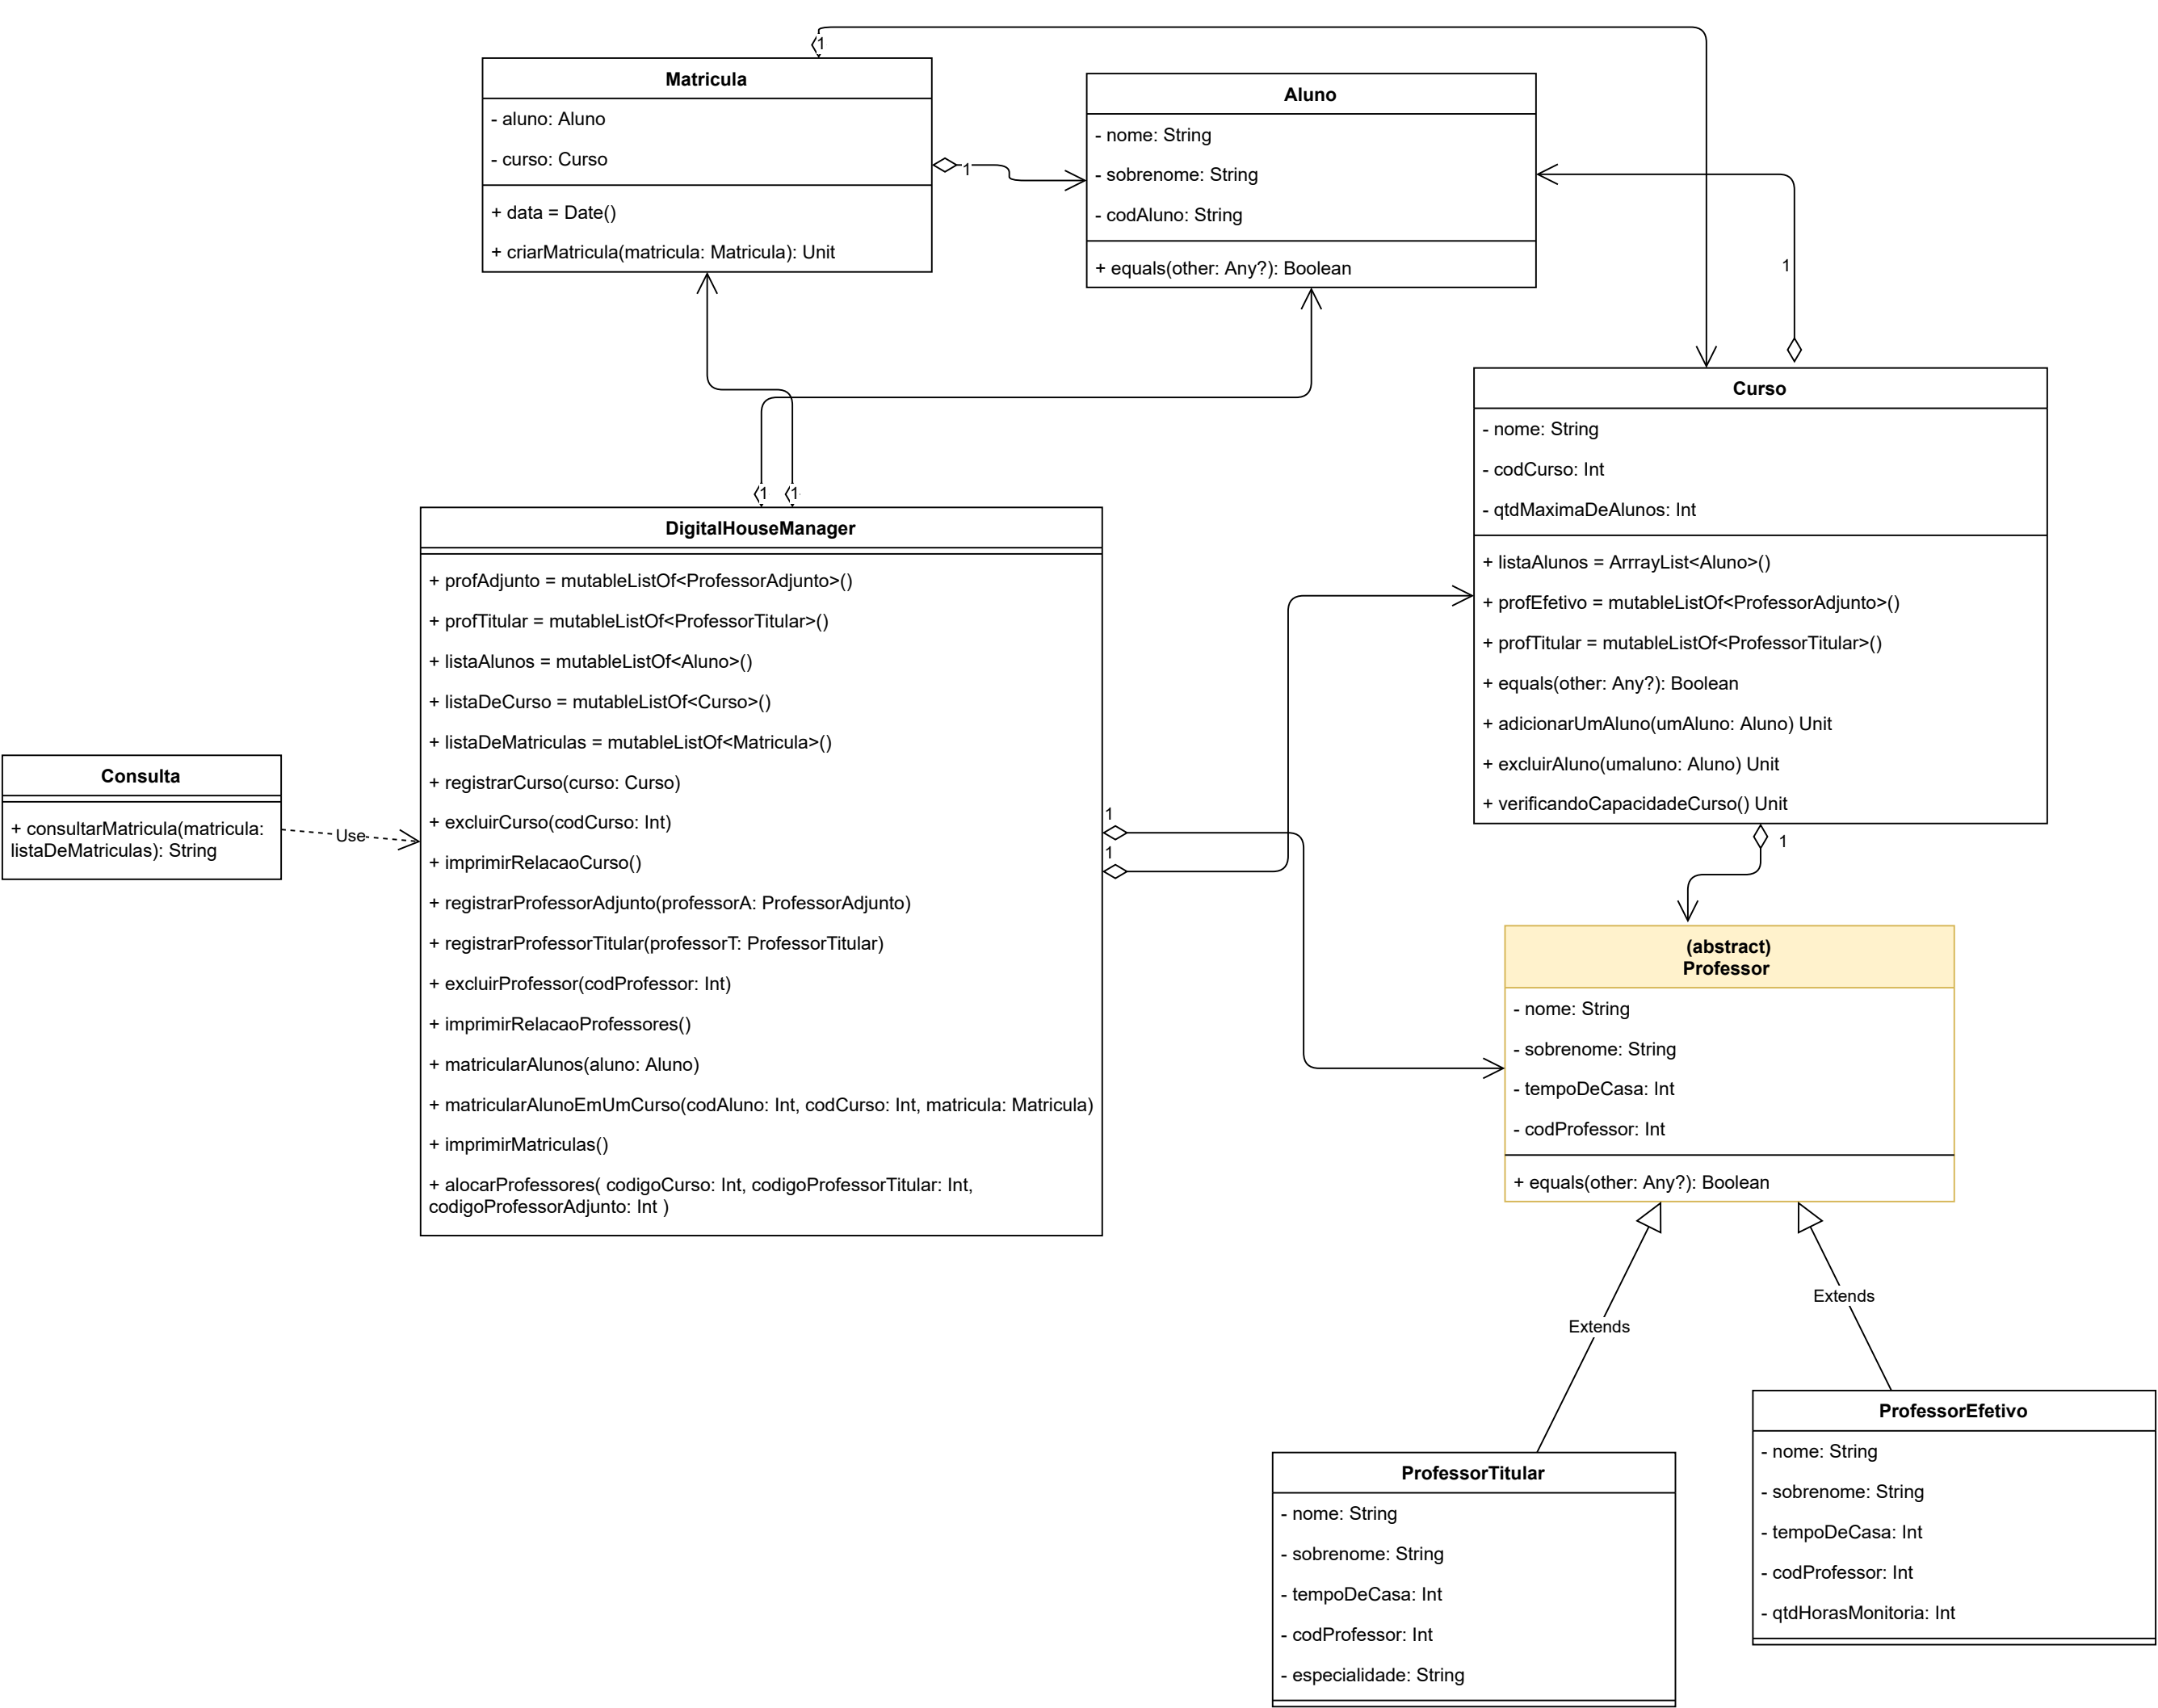 1
Matricula
- aluno: Aluno
- curso: Curso
+ data = Date()
+ criarMatricula(matricula: Matricula): Unit
1
Aluno
- nome: String
- sobrenome: String
- codAluno: String
+ equals(other: Any?): Boolean
1
Curso
- nome: String
- codCurso: Int
- qtdMaximaDeAlunos: Int
+ listaAlunos = ArrrayList<Aluno>()
+ profEfetivo = mutableListOf<ProfessorAdjunto>()
+ profTitular = mutableListOf<ProfessorTitular>()
+ equals(other: Any?): Boolean
+ adicionarUmAluno(umAluno: Aluno) Unit
+ excluirAluno(umaluno: Aluno) Unit
+ verificandoCapacidadeCurso() Unit
1
1
1
DigitalHouseManager
+ profAdjunto = mutableListOf<ProfessorAdjunto>()
+ profTitular = mutableListOf<ProfessorTitular>()
+ listaAlunos = mutableListOf<Aluno>()
+ listaDeCurso = mutableListOf<Curso>()
+ listaDeMatriculas = mutableListOf<Matricula>()
+ registrarCurso(curso: Curso)
+ excluirCurso(codCurso: Int)
+ imprimirRelacaoCurso()
+ registrarProfessorAdjunto(professorA: ProfessorAdjunto)
+ registrarProfessorTitular(professorT: ProfessorTitular)
+ excluirProfessor(codProfessor: Int)
+ imprimirRelacaoProfessores()
+ matricularAlunos(aluno: Aluno)
+ matricularAlunoEmUmCurso(codAluno: Int, codCurso: Int, matricula: Matricula)
+ imprimirMatriculas()
+ alocarProfessores( codigoCurso: Int, codigoProfessorTitular: Int,
codigoProfessorAdjunto: Int )
1
1
Consulta
+ consultarMatricula(matricula:
listaDeMatriculas): String
Use
(abstract)
Professor
- nome: String
- sobrenome: String
- tempoDeCasa: Int
- codProfessor: Int
+ equals(other: Any?): Boolean
Extends
Extends
ProfessorEfetivo
- nome: String
- sobrenome: String
- tempoDeCasa: Int
- codProfessor: Int
- qtdHorasMonitoria: Int
ProfessorTitular
- nome: String
- sobrenome: String
- tempoDeCasa: Int
- codProfessor: Int
- especialidade: String